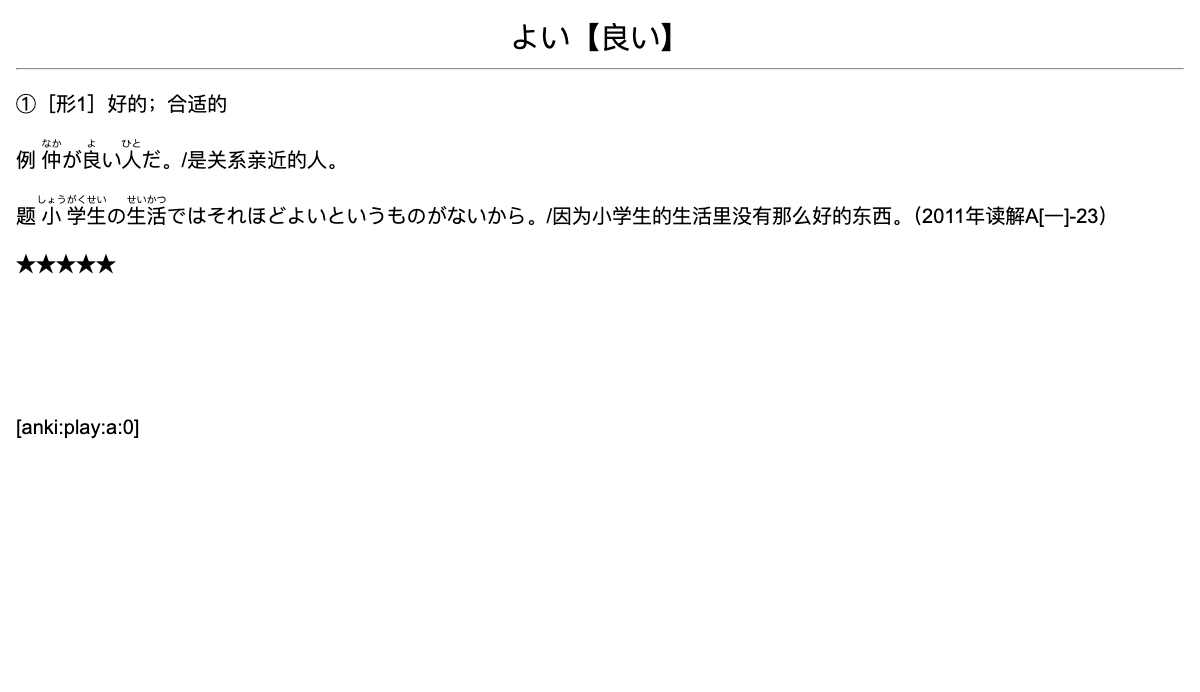 よい【良い】
①［形1］好的；合适的
なか よ ひと
例 仲が良い人だ。/是关系亲近的人。
しょうがくせい せいかつ
题 小学生の生活ではそれほどよいというものがないから。/因为小学生的生活里没有那么好的东西。（2011年读解A[一]-23）
★★★★★
[anki:play:a:0]